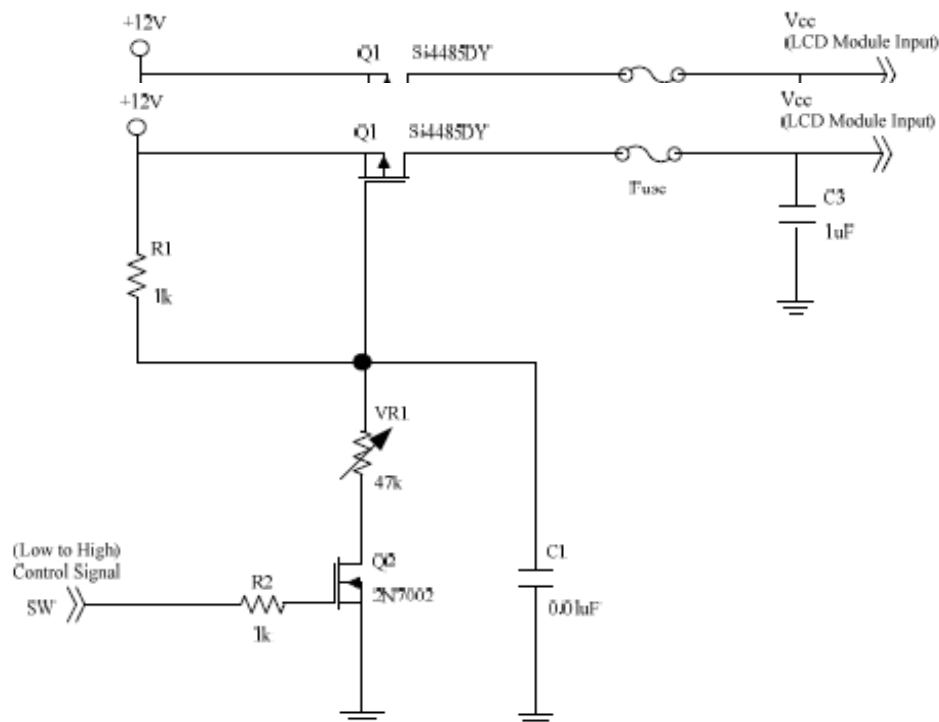 +12V
Q1 Si4485DY
Vcc
(LCD Module Input)
+12V
Q1 Si4485DY
Vcc
(LCD Module Input)
Fuse
C3
1uF
R1
1k
VR1
47k
(Low to High)
Control Signal
SW
R2
1k
Q2
2N7002
C1
0.01uF